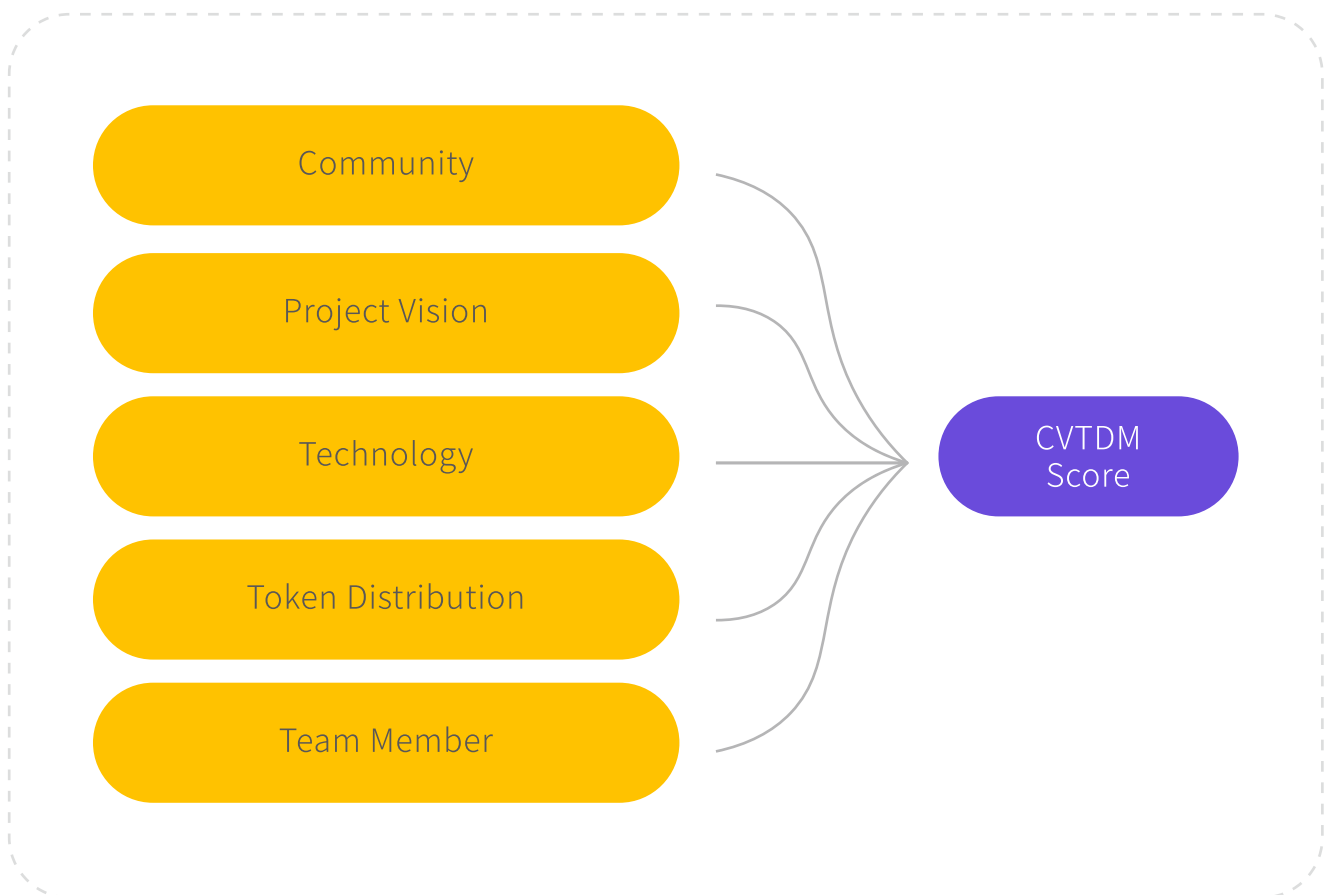 Community
Project Vision
Technology
CVTDM
Score
Token Distribution
Team Member